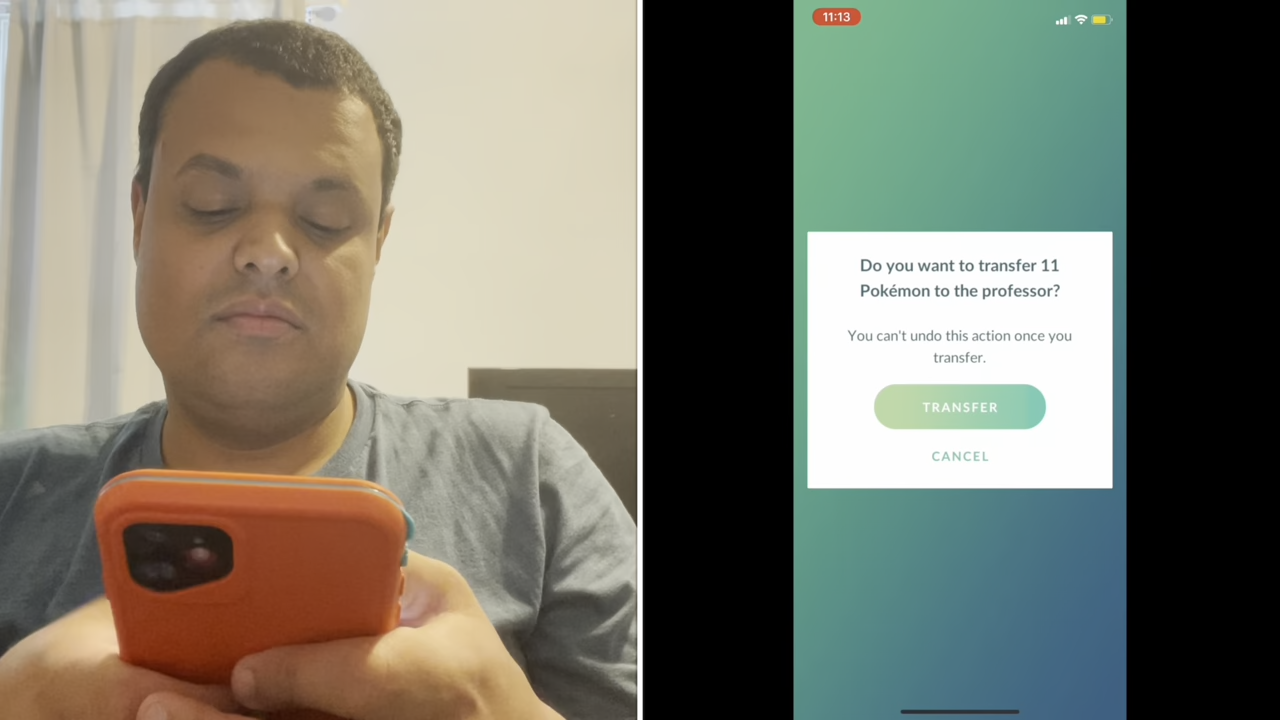 11:13
Do you want to transfer 11
Pokémon to the professor?
You can't undo this action once you
transfer.
TRANSFER
CANCEL